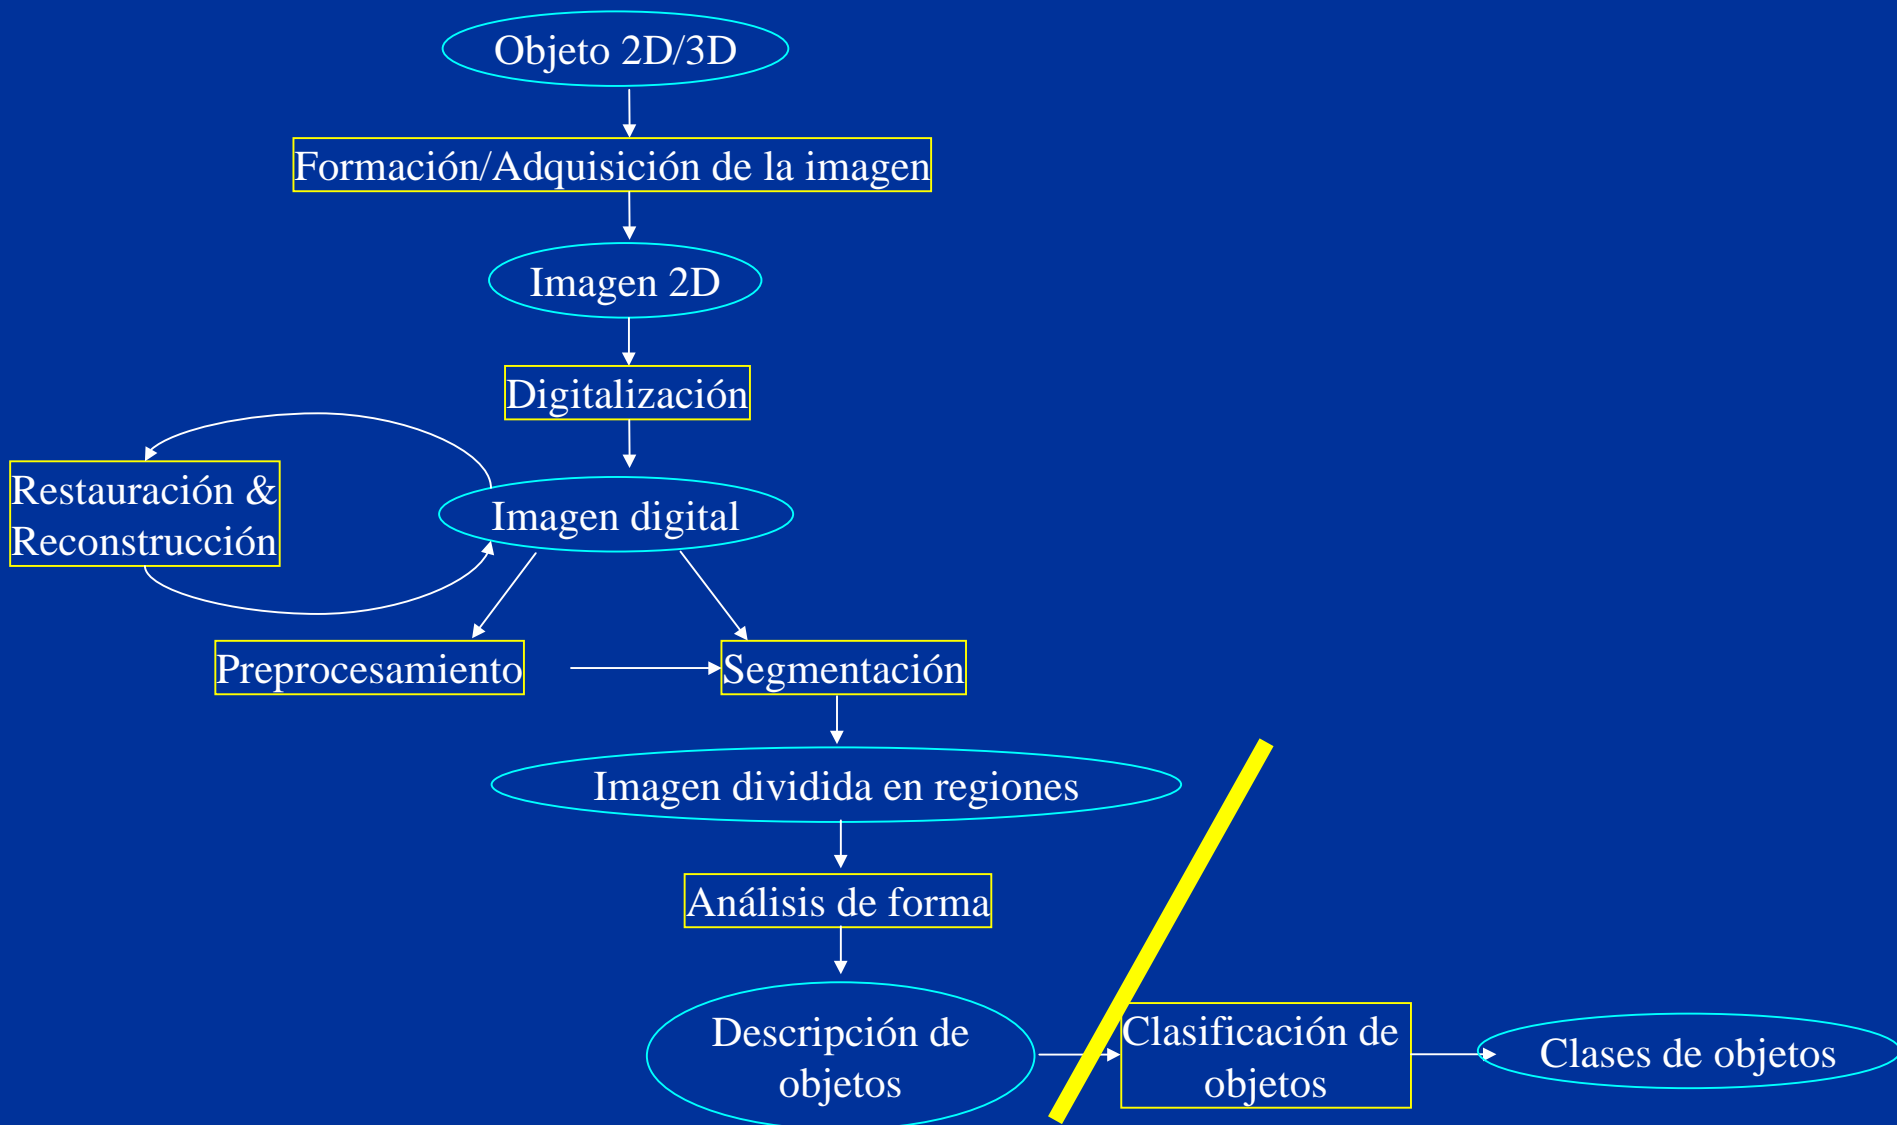 Objeto 2D/3D
Formación/Adquisición de la imagen
Imagen 2D
Digitalización
Restauración &
Reconstrucción
Imagen digital
Preprocesamiento
Segmentación
Imagen dividida en regiones
Análisis de forma
Descripción de
objetos
Clasificación de
objetos
Clases de objetos